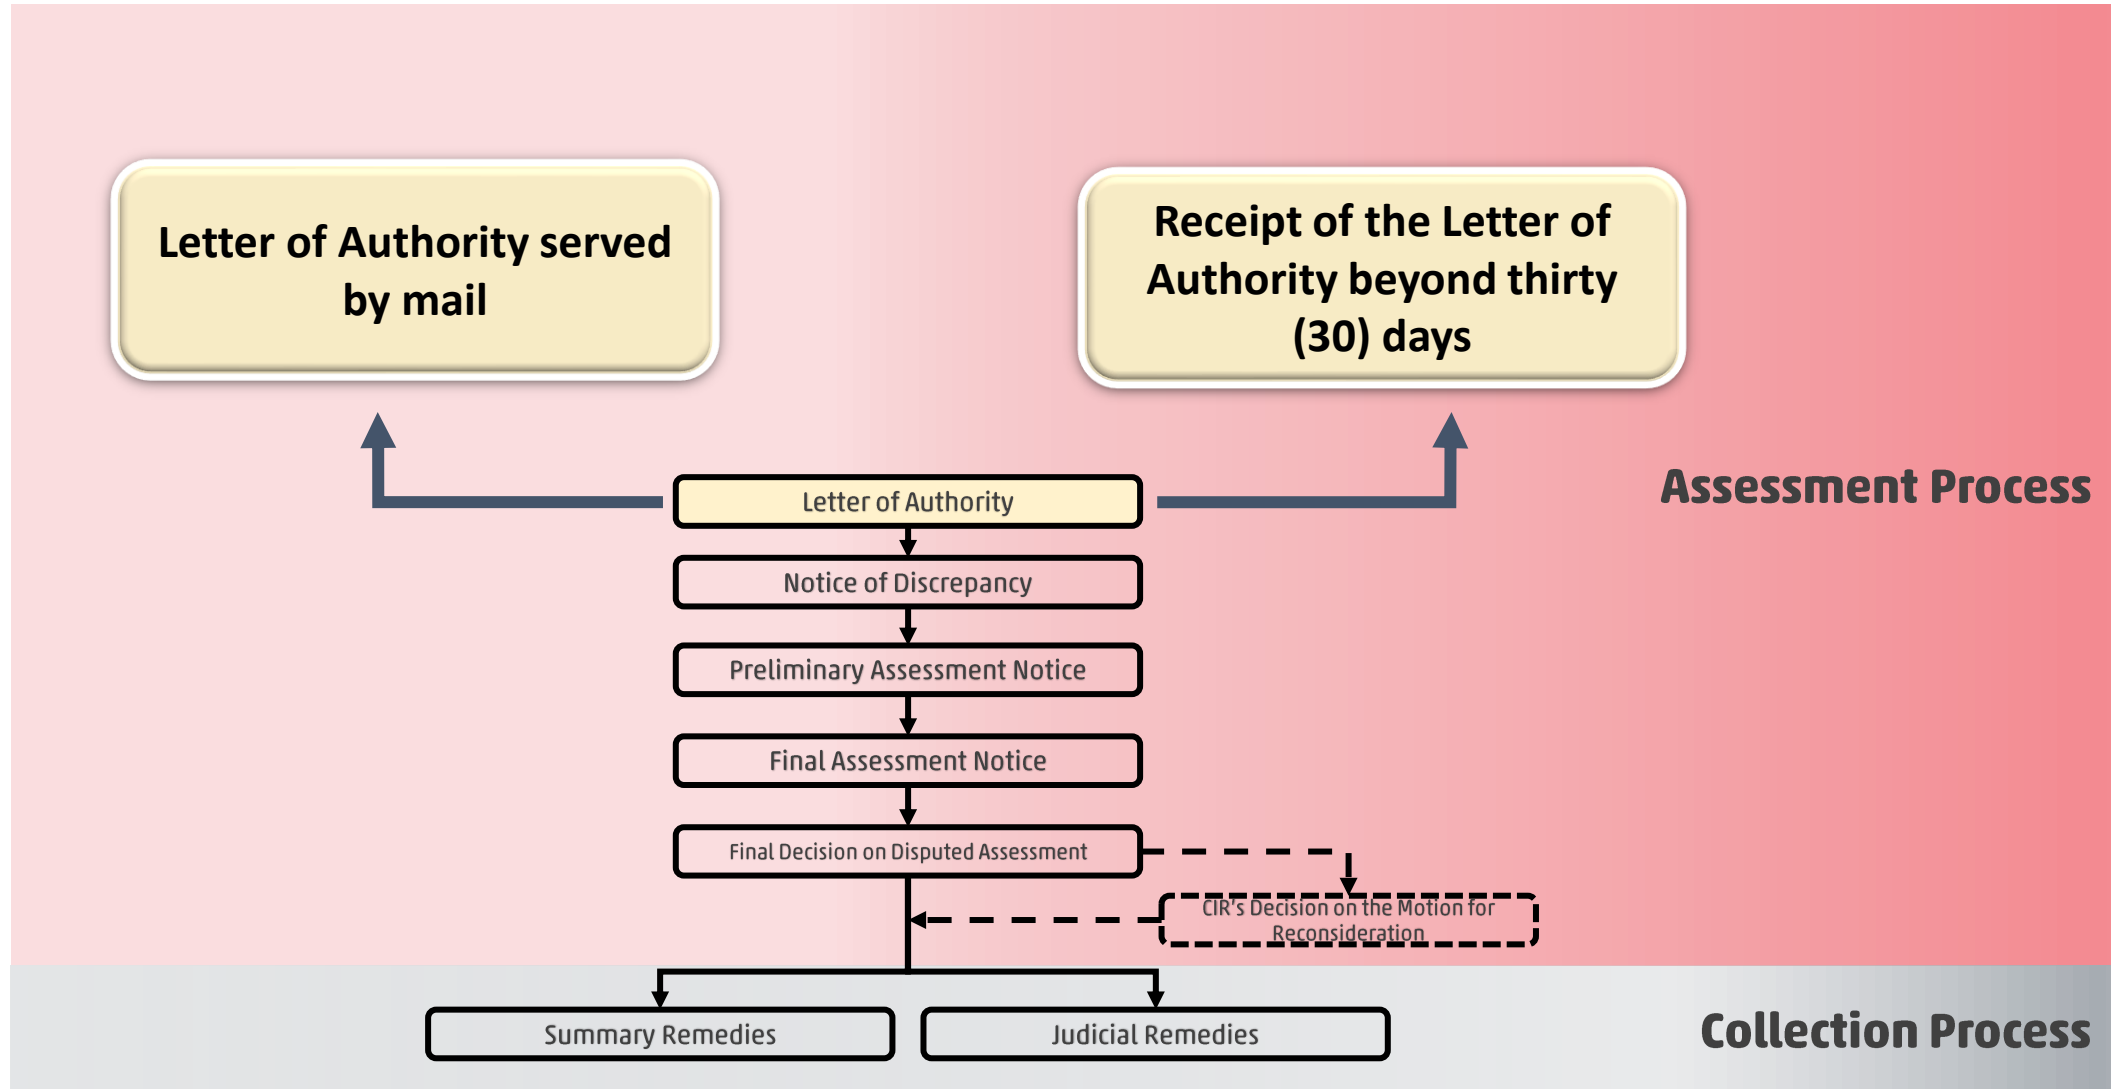 Letter of Authority served
by mail
Receipt of the Letter of
Authority beyond thirty
(30) days
Assessment Process
Letter of Authority
Notice of Discrepancy
Preliminary Assessment Notice
Final Assessment Notice
Final Decision on Disputed Assessment
CIR's Decision on the Motion for
Reconsideration
Summary Remedies
Judicial Remedies
Collection Process